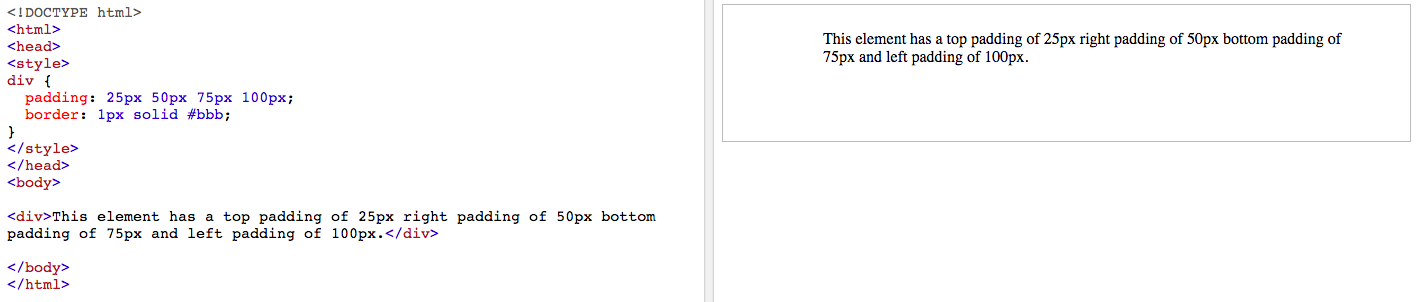 <!DOCTYPE html>
<html>
<head>
<style>
div {
  padding: 25px 50px 75px 100px;
  border: 1px solid #bbb;
}
</style>
</head>
<body>
<div>This element has a top padding of 25px right padding of 50px bottom
padding of 75px and left padding of 100px.</div>
</body>
</html>
This element has a top padding of 25px right padding of 50px bottom padding of
75px and left padding of 100px.